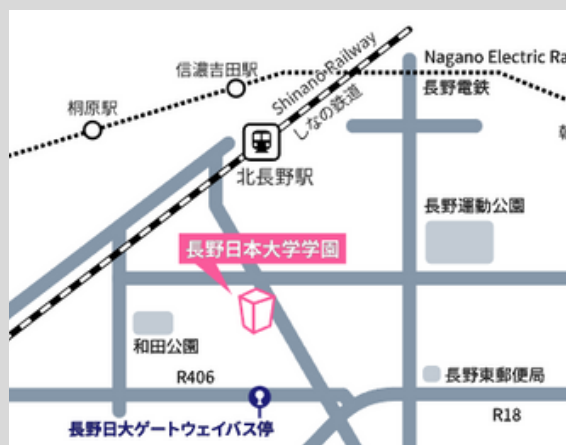 Nagano Electric Ra
長野電鉄
信濃吉田駅
Shinano Railway
しなの鉄道
桐原駅
北長野駅
長野運動公園
長野日本大学学園
和田公園
R406
長野東郵便局
R18
長野日大ゲートウェイバス停